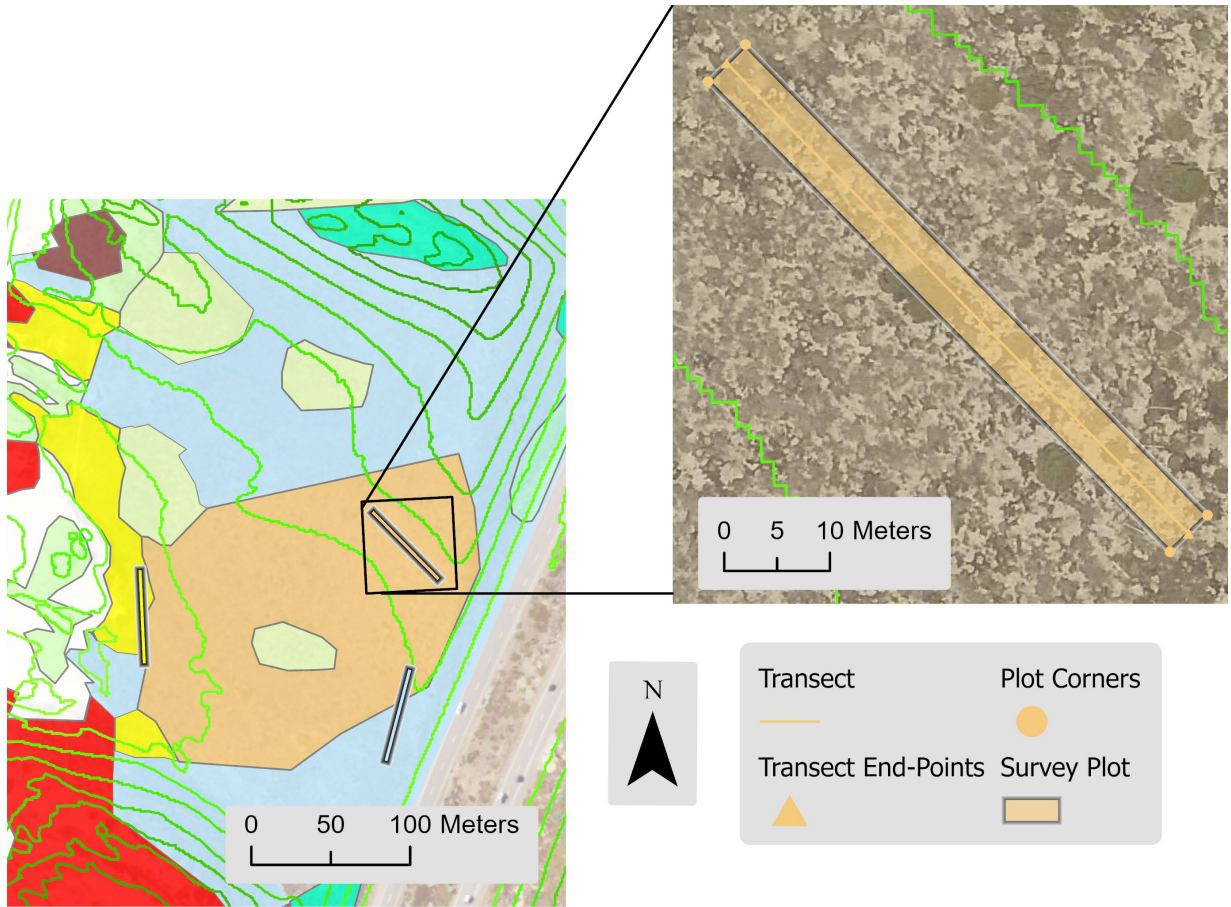 0 5 10 Meters
N
Transect
Plot Corners
Transect End-Points
Survey Plot
0 50 100 Meters